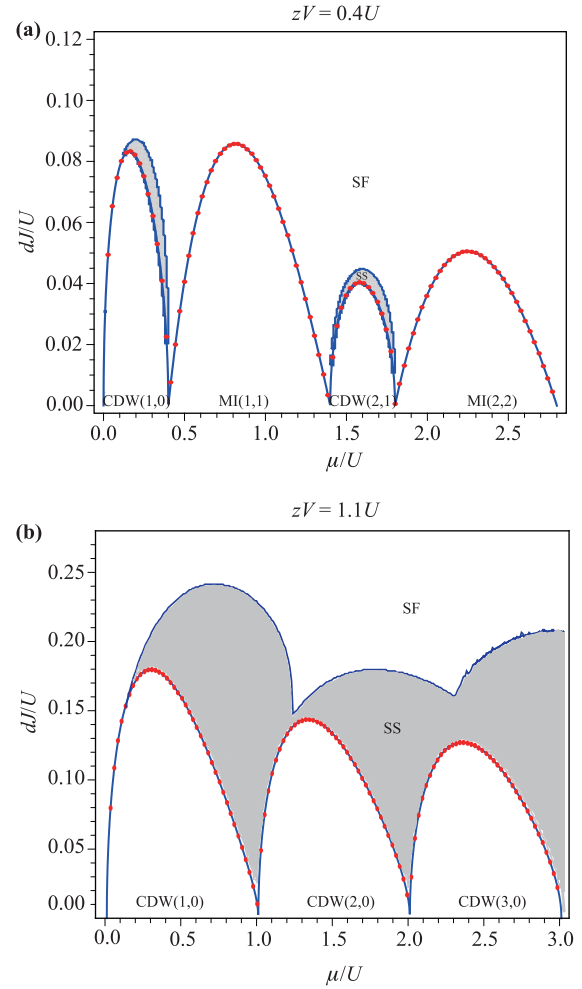 zV = 0.4U
(a)
0.12
0.10
0.08
SF
dJ/U
0.06
0.04
SS
0.02
0.00
CDW(1,0) MI(1,1) CDW(2,1) MI(2,2)
0.0 0.5 1.0 1.5 2.0 2.5
μ/U
zV = 1.1U
(b)
0.25
SF
0.20
dJ/U
0.15
SS
0.10
0.05
0.00
CDW(1,0) CDW(2,0) CDW(3,0)
0.0 0.5 1.0 1.5 2.0 2.5 3.0
μ/U